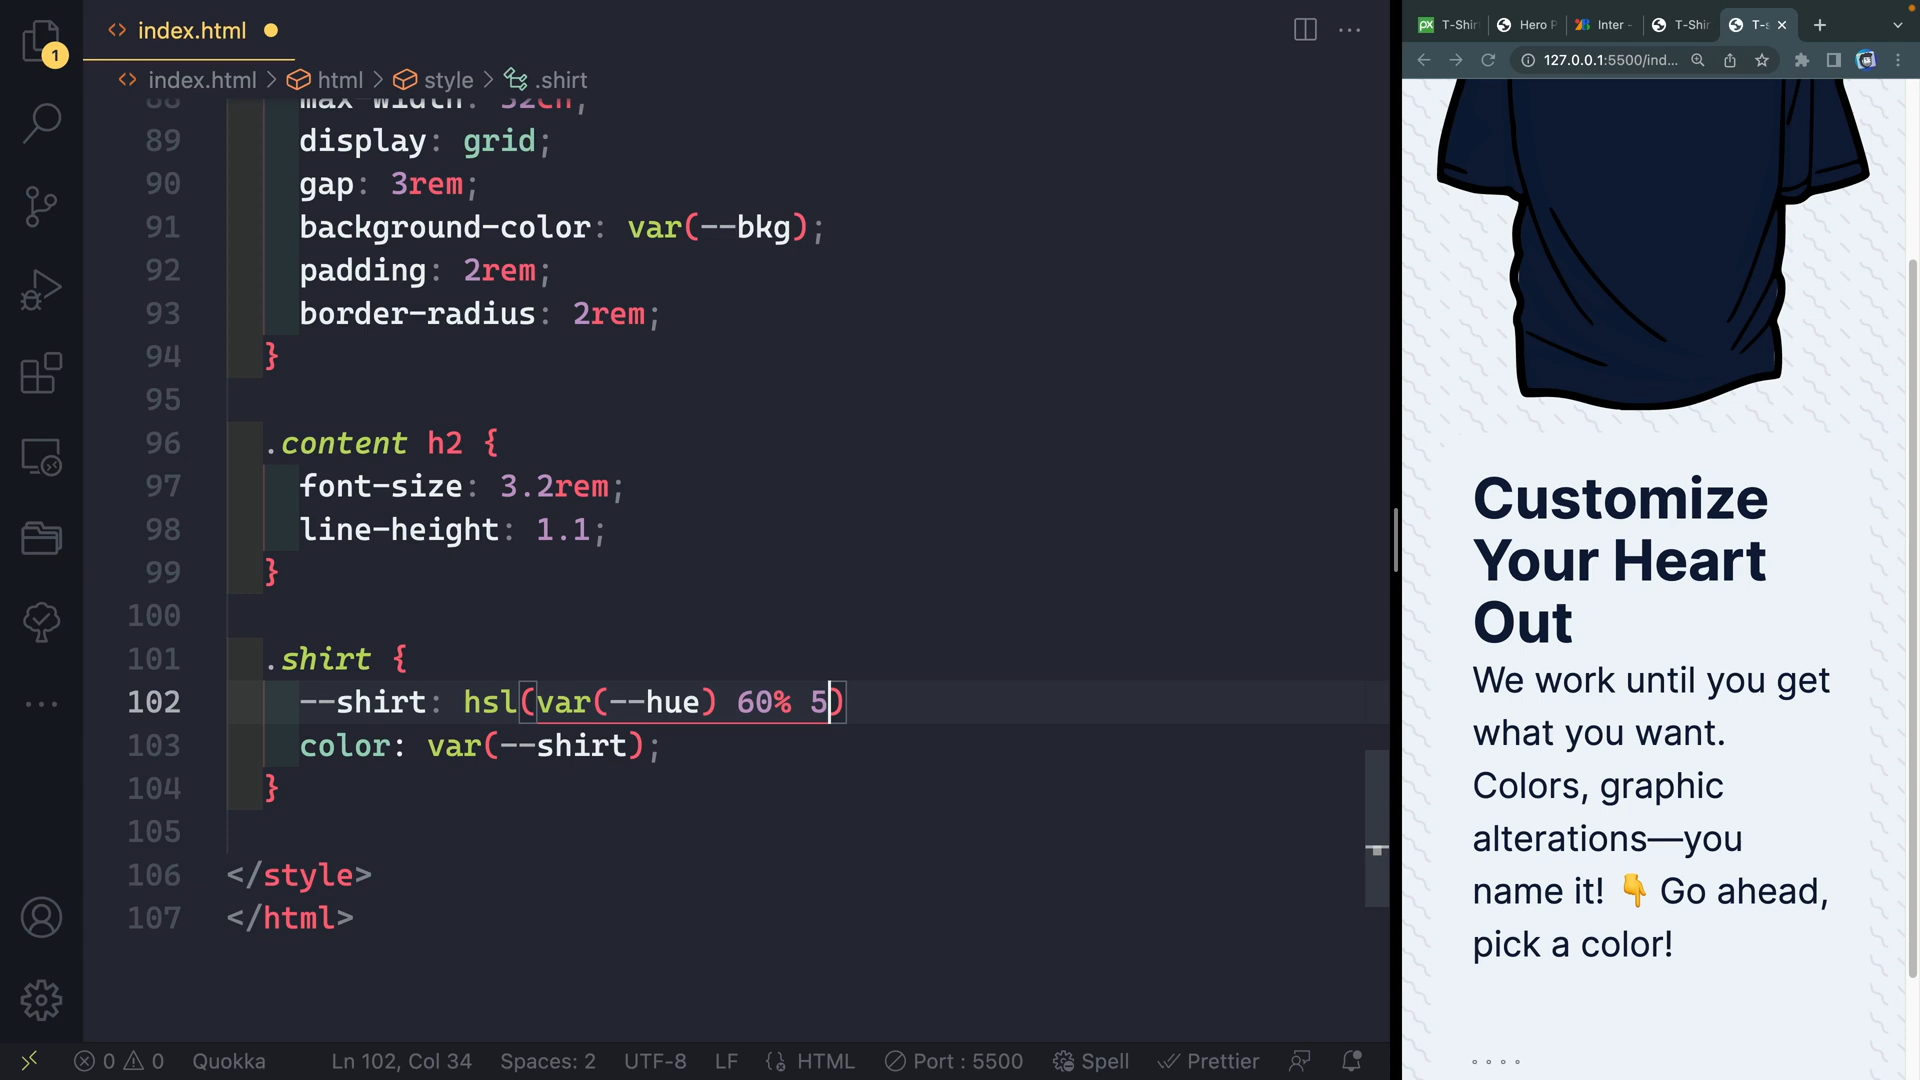 index.html
index.html > html > style > .shirt
88 max-width: 52ch;
89 display: grid;
90 gap: 3rem;
91 background-color: var(--bkg);
92 padding: 2rem;
93 border-radius: 2rem;
94 }
95
96 .content h2 {
97 font-size: 3.2rem;
98 line-height: 1.1;
99 }
100
101 .shirt {
102 --shirt: hsl(var(--hue) 60% 5)
103 color: var(--shirt);
104 }
105
106 </style>
107 </html>
1
0 0 Quokka Ln 102, Col 34 Spaces: 2 UTF-8 LF {} HTML Port : 5500 Spell Prettier
T-Shir Hero P Inter - T-Shir T-s
127.0.0.1:5500/ind...
Customize
Your Heart
Out
We work until you get
what you want.
Colors, graphic
alterations—you
name it! 👇 Go ahead,
pick a color!